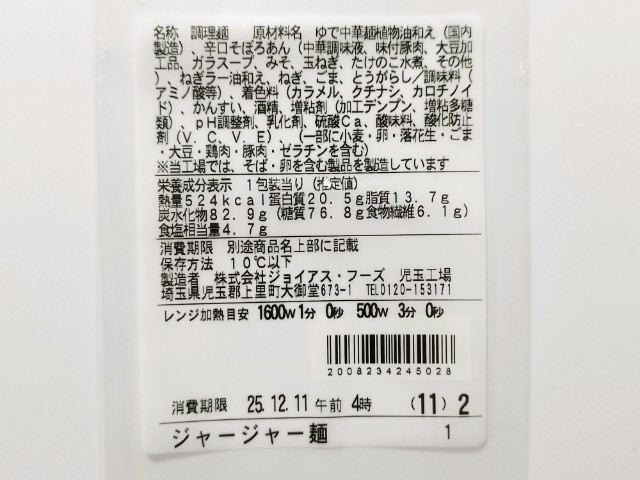 名称 調理麺 原材料名 ゆで中華麺植物油和え（国内
製造）、辛口そぼろあん（中華調味液、味付豚肉、大豆加
工品、ガラスープ、みそ、玉ねぎ、たけのこ水煮、その他
）、ねぎラー油和え、ねぎ、ごま、とうがらし／調味料（
アミノ酸等）、着色料（カラメル、クチナシ、カロチノイ
ド）、かんすい、酒精、増粘剤（加工デンプン、増粘多糖
類）、ｐH調整剤、乳化剤、硫酸Ｃａ、酸味料、酸化防止
剤（Ｖ．Ｃ、Ｖ．Ｅ）、（一部に小麦・卵・落花生・ごま
・大豆・鶏肉・豚肉・ゼラチンを含む）
※当工場では、そば・卵を含む製品を製造しています
栄養成分表示 １包装当り（推定値）
熱量５２４kcal蛋白質２０．５g脂質１３．７g
炭水化物８２．９g（糖質７６．８g食物繊維６．１g）
食塩相当量４．７g
消費期限 別途商品名上部に記載
保存方法 １０℃以下
製造者 株式会社ジョイアス・フーズ 児玉工場
埼玉県児玉郡上里町大御堂673-1 TEL0120-153171
レンジ加熱目安 1600W 1分 0秒 500W 3分 0秒
2008234245028
消費期限 25.12.11 午前 4時 (11) 2
ジャージャー麺 1